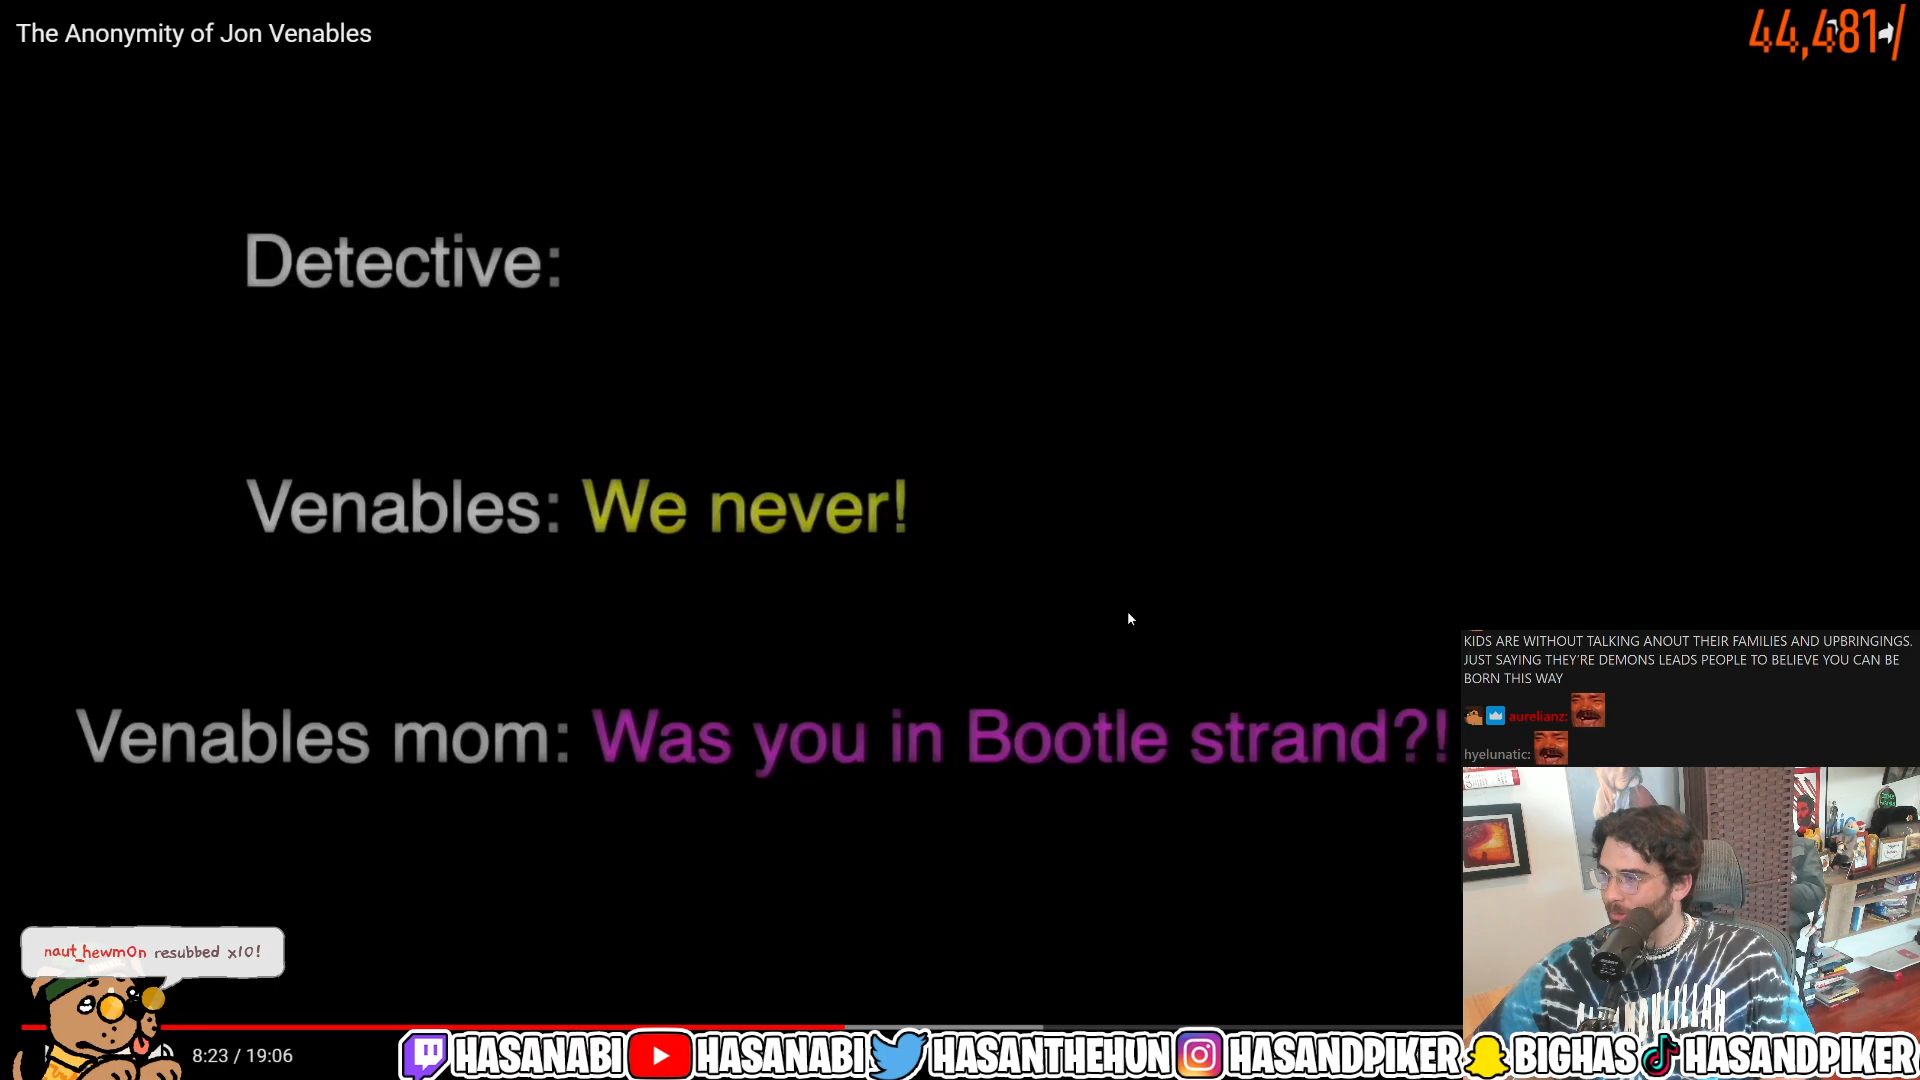 The Anonymity of Jon Venables
44,481/
Detective:
Venables: We never!
Venables mom: Was you in Bootle strand?!
KIDS ARE WITHOUT TALKING ANOUT THEIR FAMILIES AND UPBRINGINGS.
JUST SAYING THEY'RE DEMONS LEADS PEOPLE TO BELIEVE YOU CAN BE
BORN THIS WAY
aurelianz:
hyelunatic:
naut_hewm0n resubbed x10!
8:23 / 19:06
HASANABI HASANABI HASANTHEHUN HASANDPIKER BIGHAS HASANDPIKER